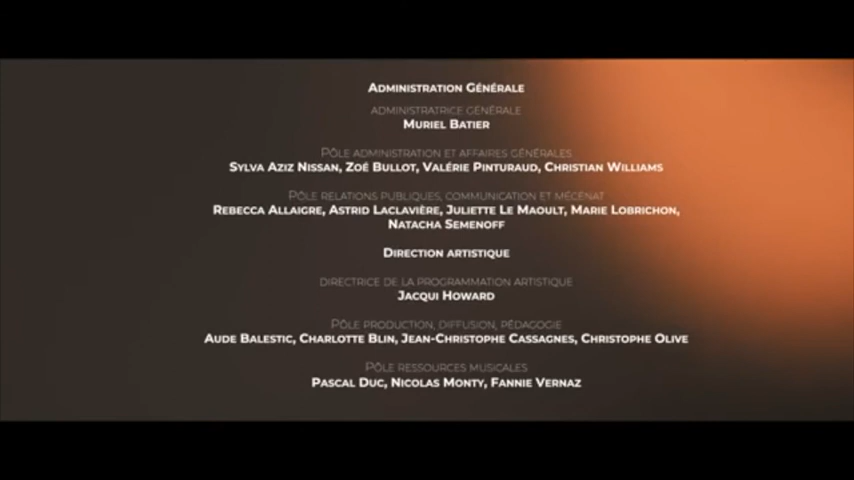 Administration Générale
administratrice générale
Muriel Batier
Pôle administration et affaires générales
Sylva Aziz Nissan, Zoé Bullot, Valérie Pinturaud, Christian Williams
Pôle relations publiques, communication et mécénat
Rebecca Allaigre, Astrid Laclavière, Juliette Le Maoult, Marie Lobrichon,
Natacha Semenoff
Direction artistique
directrice de la programmation artistique
Jacqui Howard
Pôle production, diffusion, pédagogie
Aude Balestic, Charlotte Blin, Jean-Christophe Cassagnes, Christophe Olive
Pôle ressources musicales
Pascal Duc, Nicolas Monty, Fannie Vernaz